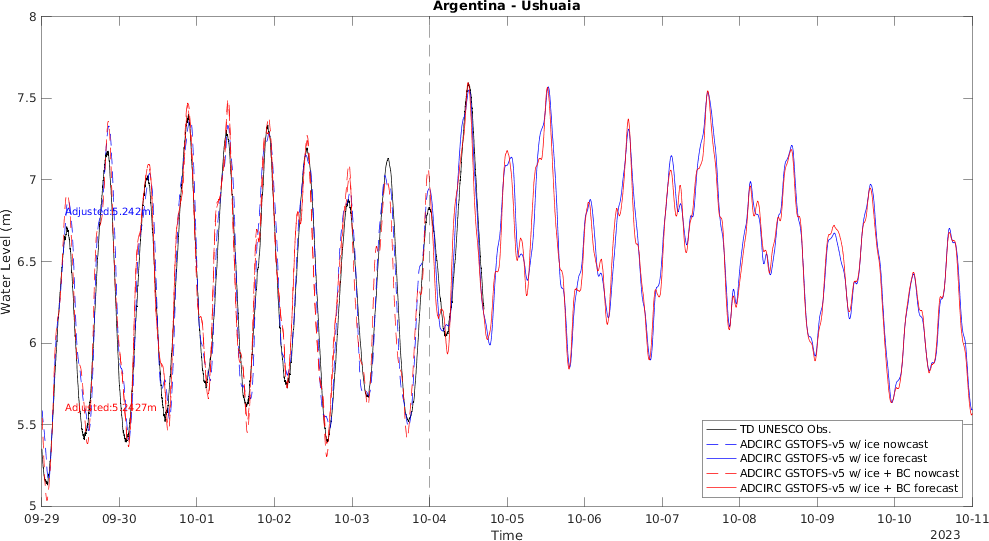 Argentina - Ushuaia
8
7.5
7
6.5
6
5.5
5
Water Level (m)
Adjusted:5.242m
Adjusted:5.2427m
TD UNESCO Obs.
ADCIRC GSTOFS-v5 w/ ice nowcast
ADCIRC GSTOFS-v5 w/ ice forecast
ADCIRC GSTOFS-v5 w/ ice + BC nowcast
ADCIRC GSTOFS-v5 w/ ice + BC forecast
09-29 09-30 10-01 10-02 10-03 10-04 10-05 10-06 10-07 10-08 10-09 10-10 10-11
Time
2023